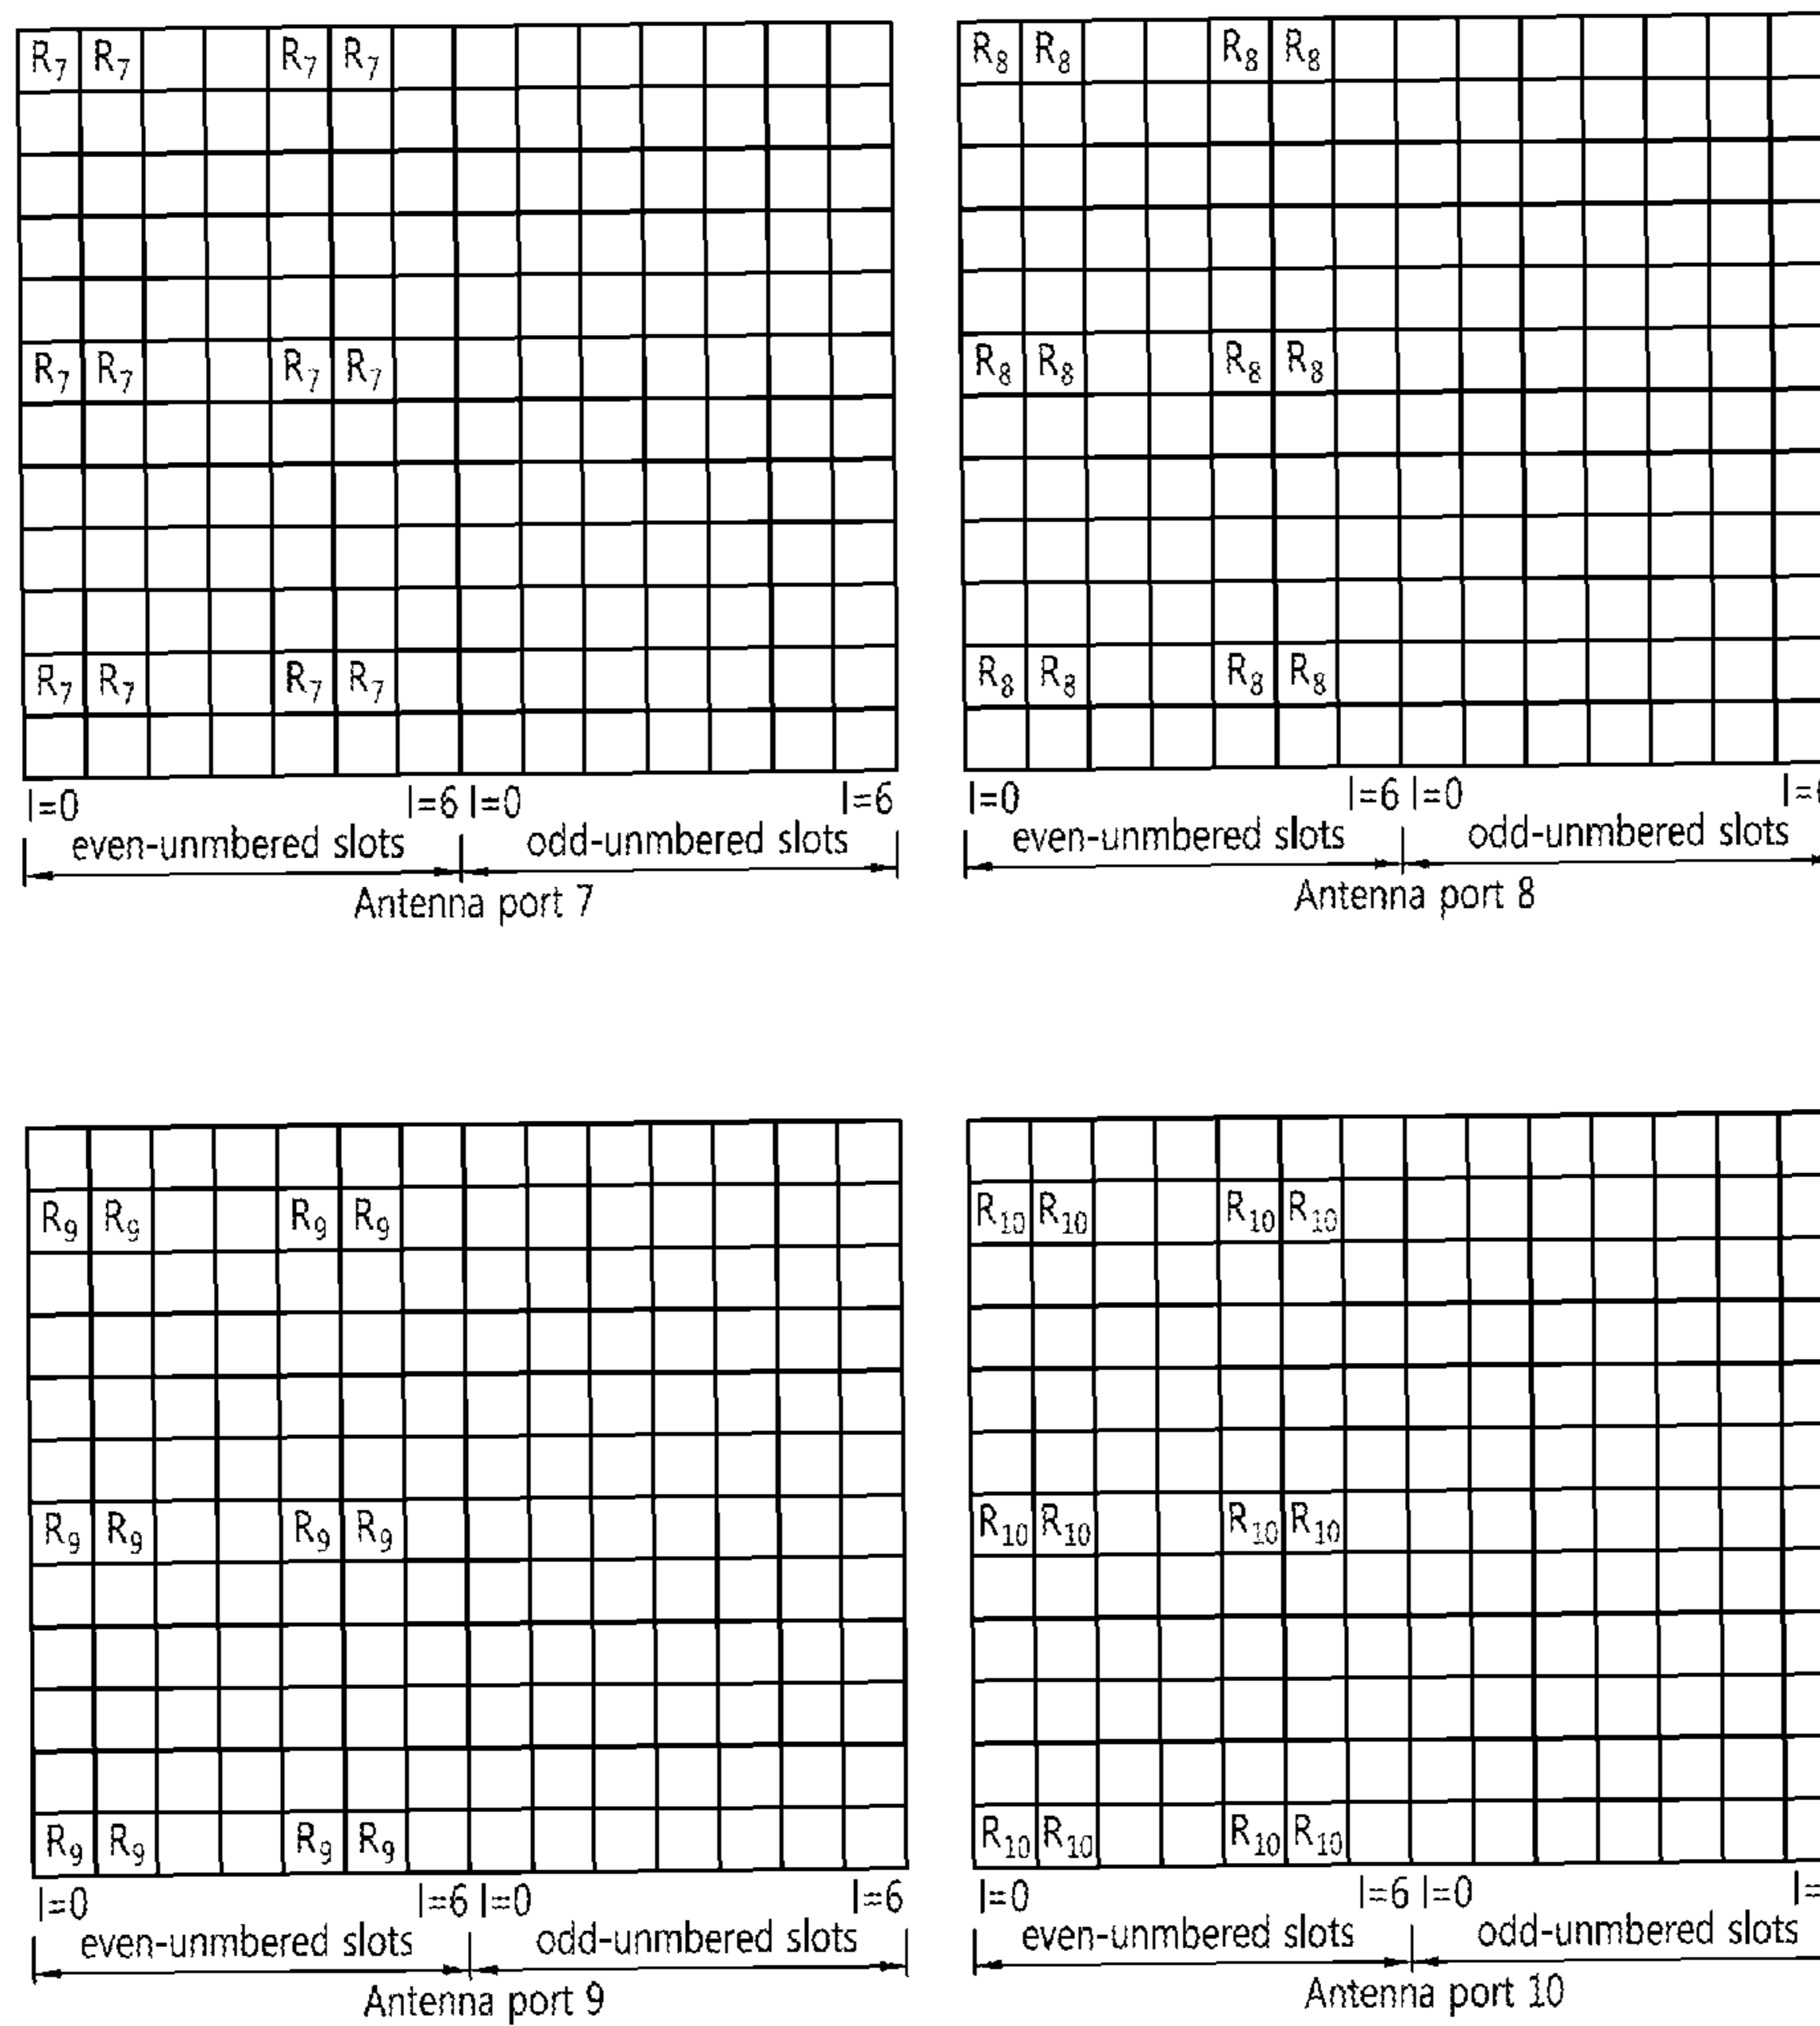 R7 R7 R7 R7
R7 R7 R7 R7
R7 R7 R7 R7
l=0 l=6 l=0 l=6
even-unmbered slots odd-unmbered slots
Antenna port 7
R8 R8 R8 R8
R8 R8 R8 R8
R8 R8 R8 R8
l=0 l=6 l=0 l=
even-unmbered slots odd-unmbered slots
Antenna port 8
R9 R9 R9 R9
R9 R9 R9 R9
R9 R9 R9 R9
l=0 l=6 l=0 l=6
even-unmbered slots odd-unmbered slots
Antenna port 9
R10 R10 R10 R10
R10 R10 R10 R10
R10 R10 R10 R10
l=0 l=6 l=0 l=
even-unmbered slots odd-unmbered slots
Antenna port 10